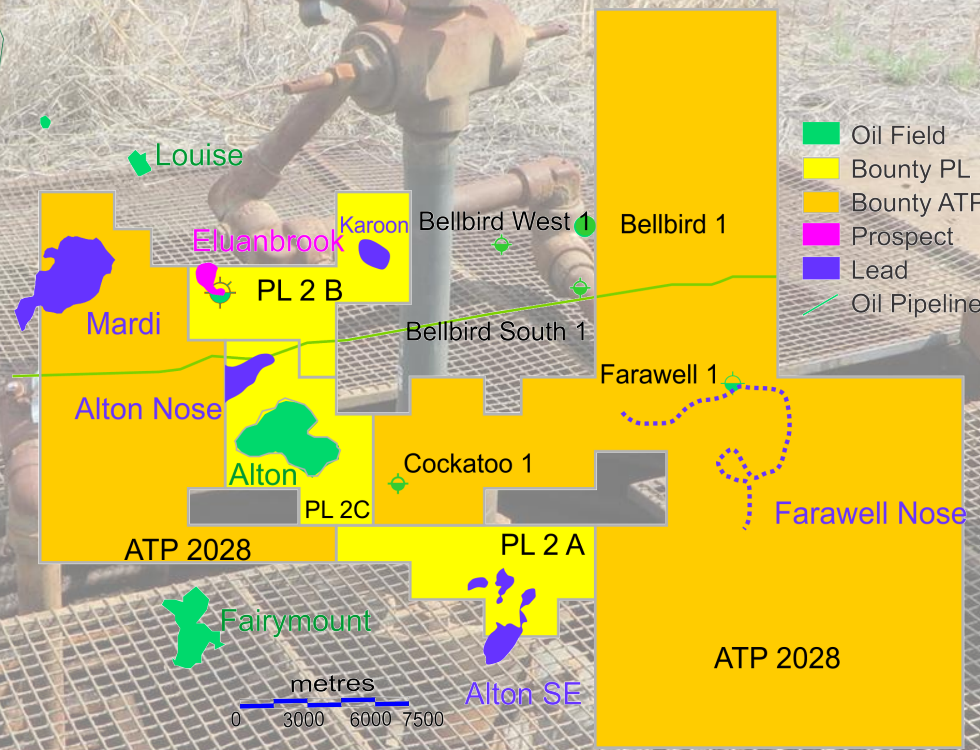 Oil Field
Louise
Bounty PL
Bounty ATP
Karoon
Bellbird West 1
Bellbird 1
Eluanbrook
Prospect
Lead
PL 2 B
Oil Pipeline
Mardi
Bellbird South 1
Farawell 1
Alton Nose
Cockatoo 1
Alton
PL 2C
Farawell Nose
ATP 2028
PL 2 A
Fairymount
ATP 2028
metres
Alton SE
0 3000 6000 7500